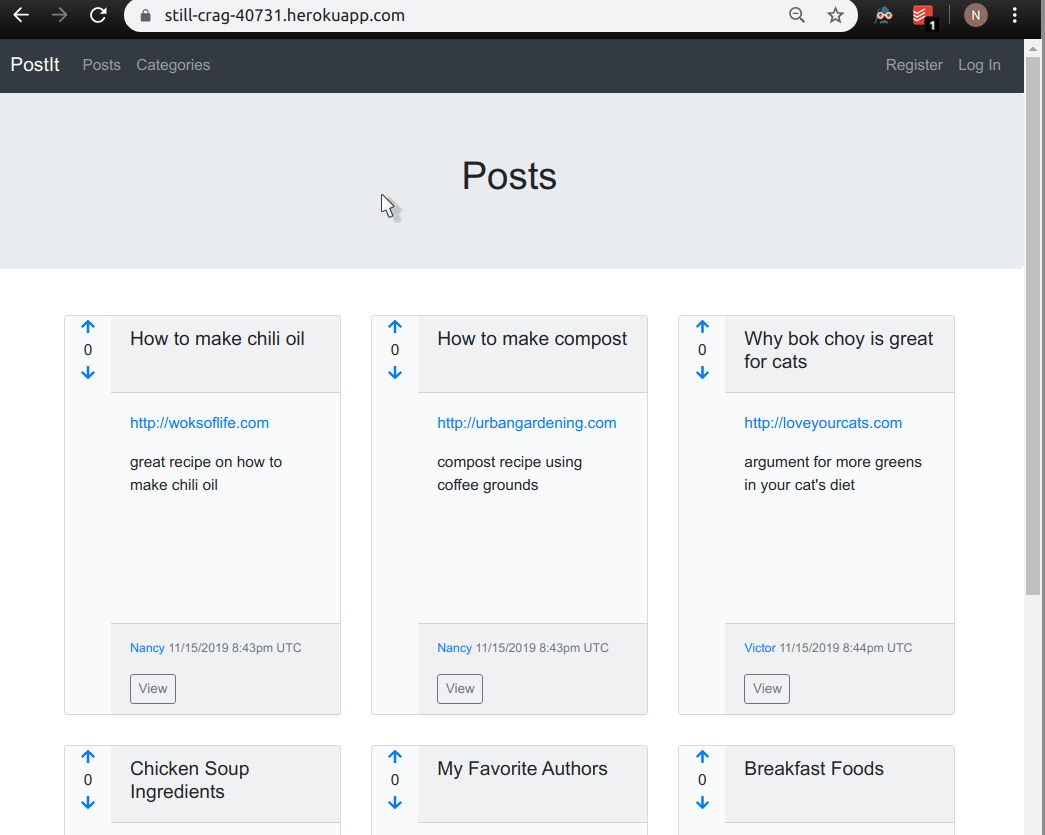 still-crag-40731.herokuapp.com
1
N
PostIt Posts Categories Register Log In
Posts
0
How to make chili oil
http://woksoflife.com
great recipe on how to
make chili oil
Nancy 11/15/2019 8:43pm UTC
View
0
How to make compost
http://urbangardening.com
compost recipe using
coffee grounds
Nancy 11/15/2019 8:43pm UTC
View
0
Why bok choy is great
for cats
http://loveyourcats.com
argument for more greens
in your cat's diet
Victor 11/15/2019 8:44pm UTC
View
0
Chicken Soup
Ingredients
0
My Favorite Authors
0
Breakfast Foods